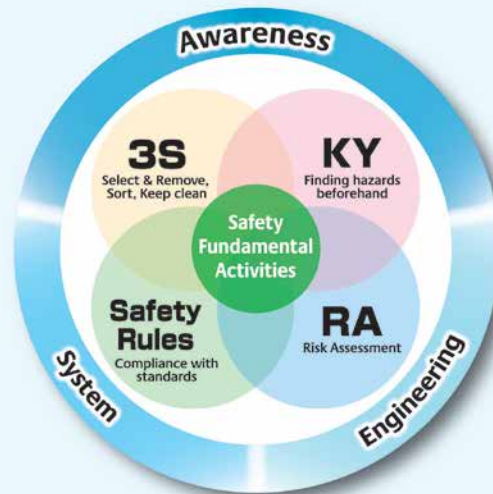 Awareness
3S
Select & Remove,
Sort, Keep clean
KY
Finding hazards
beforehand
Safety
Fundamental
Activities
Safety
Rules
Compliance with
standards
RA
Risk Assessment
System
Engineering